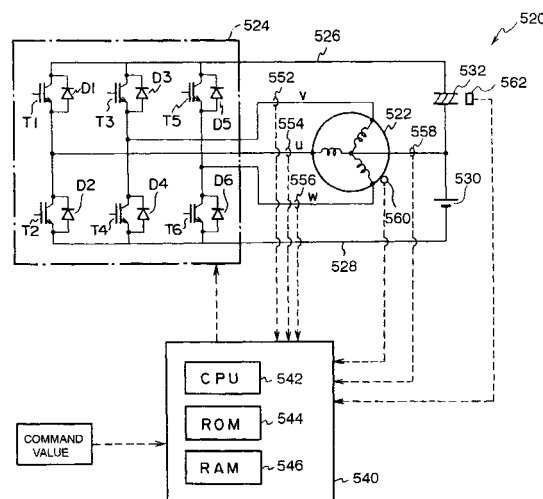 524
520
526
532
562
552
D1
D3
D5
T1
T3
T5
v
522
554
u
558
D2
D4
D6
T2
T4
T6
556
w
560
530
528
CPU
542
ROM
544
RAM
546
COMMAND
VALUE
540